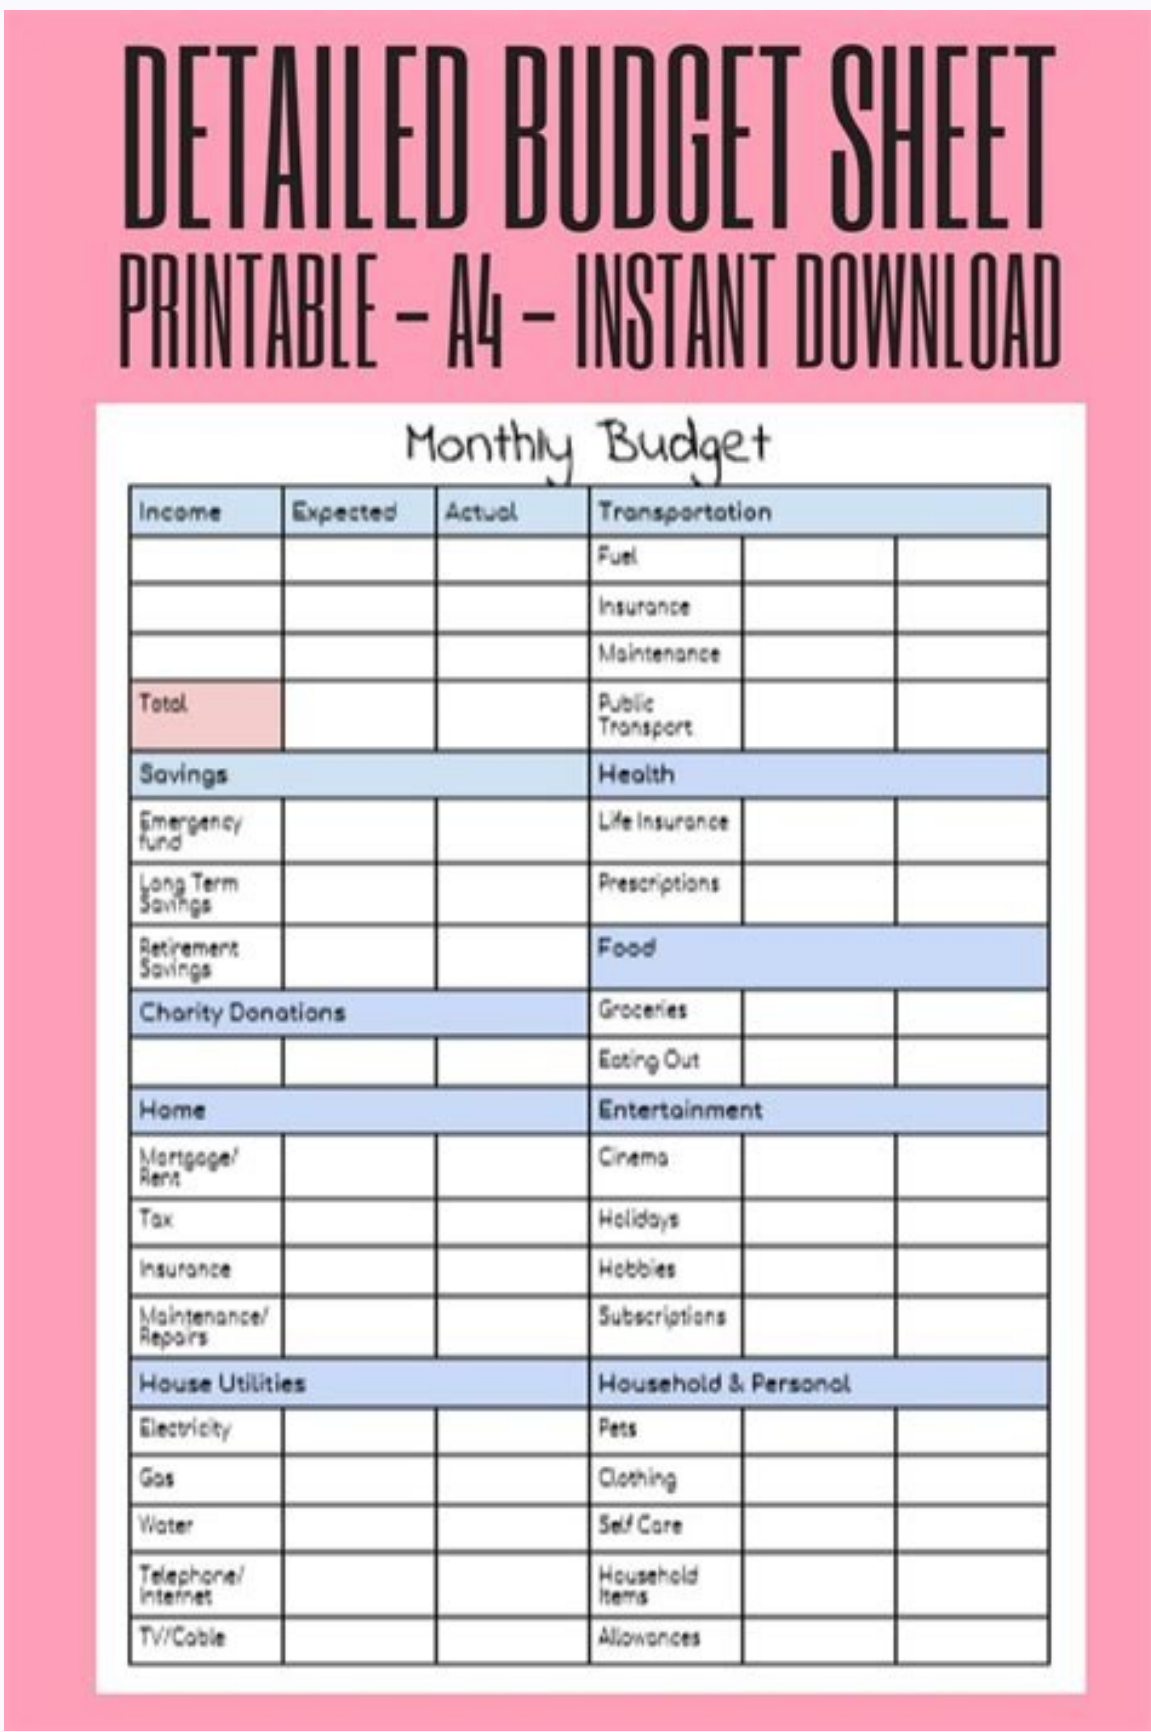 DETAILED BUDGET SHEET
PRINTABLE – A4 – INSTANT DOWNLOAD
Monthly Budget
Income Expected Actual
Total
Savings
Emergency
fund
Long Term
Savings
Retirement
Savings
Charity Donations
Home
Mortgage/
Rent
Tax
Insurance
Maintenance/
Repairs
House Utilities
Electricity
Gas
Water
Telephone/
Internet
TV/Cable
Transportation
Fuel
Insurance
Maintenance
Public
Transport
Health
Life Insurance
Prescriptions
Food
Groceries
Eating Out
Entertainment
Cinema
Holidays
Hobbies
Subscriptions
Household & Personal
Pets
Clothing
Self Care
Household
Items
Allowances